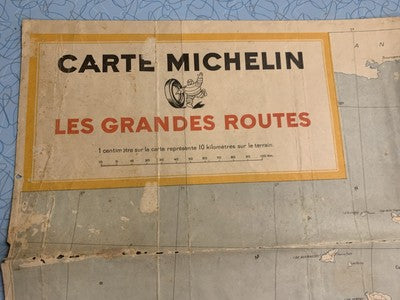 CARTE MICHELIN
LES GRANDES ROUTES
1 centimètre sur la carte représente 10 kilomètres sur le terrain.